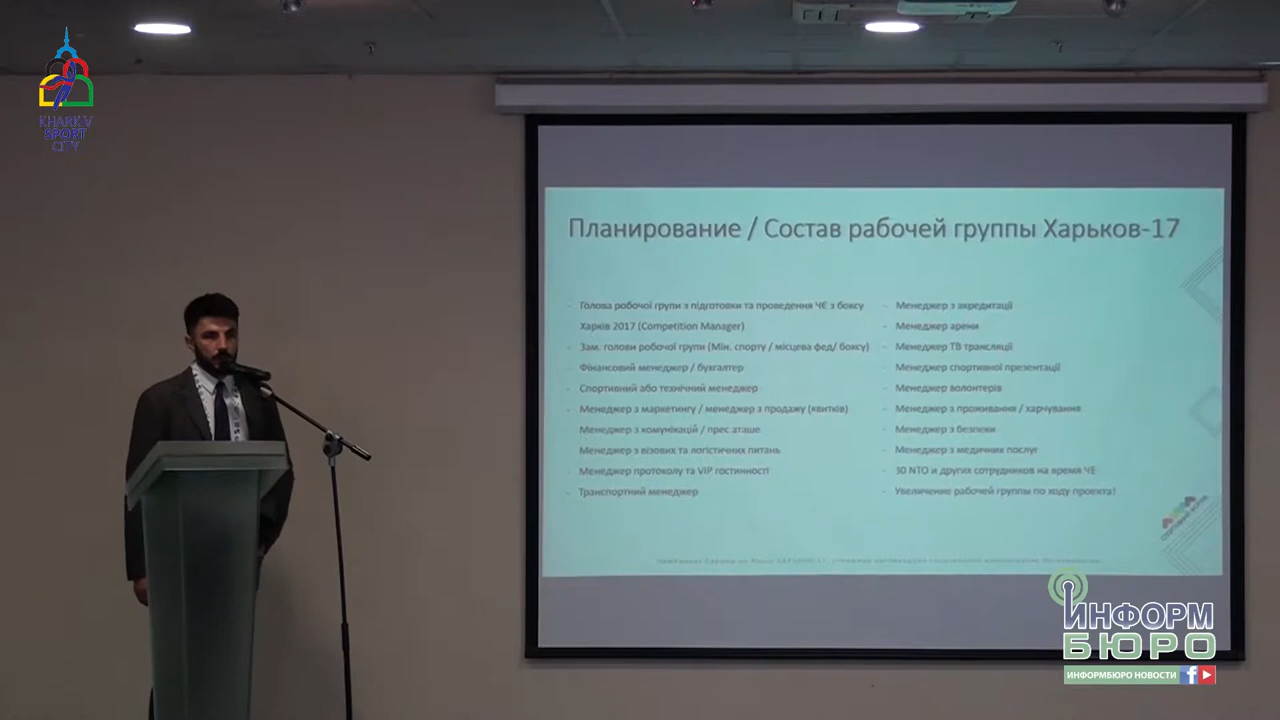 KHARKIV
SPORT
CITY
Планирование / Состав рабочей группы Харьков-17
- Голова робочої групи з підготовки та проведення ЧЄ з боксу
Харків 2017 (Competition Manager)
- Зам. голови робочої групи (Мін. спорту / місцева фед/ боксу)
- Фінансовий менеджер / бухгалтер
- Спортивний або технічний менеджер
- Менеджер з маркетингу / менеджер з продажу (квитків)
Менеджер з комунікацій / прес аташе
Менеджер з візових та логістичних питань
- Менеджер протоколу та VIP гостинності
- Транспортний менеджер
- Менеджер з акредитації
- Менеджер арени
- Менеджер ТВ трансляції
- Менеджер спортивної презентації
- Менеджер волонтерів
- Менеджер з проживання / харчування
- Менеджер з безпеки
- Менеджер з медичних послуг
- 30 NTO и других сотрудников на время ЧЕ
- Увеличение рабочей группы по ходу проекта!
ИНФОРМ
БЮРО
ИНФОРМБЮРО НОВОСТИ f